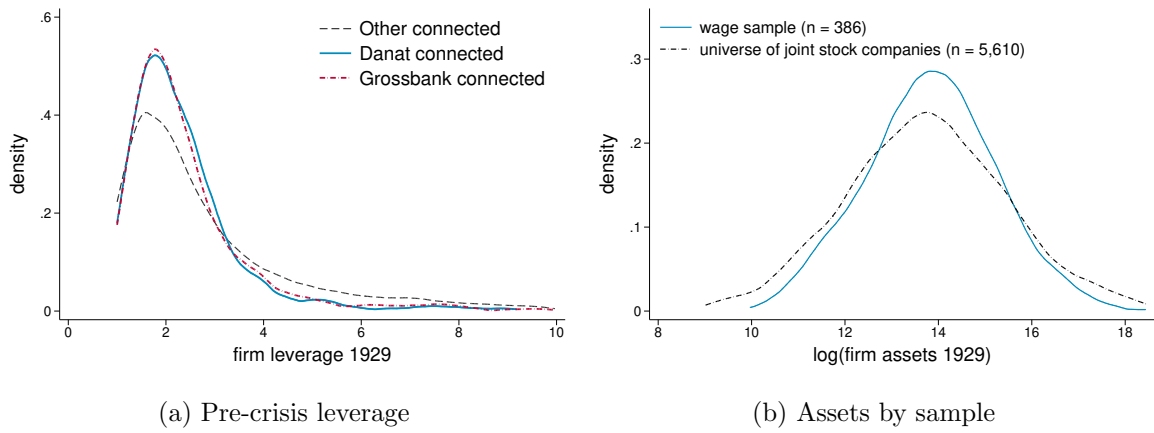 .6
.4
.2
0
density
Other connected
Danat connected
Grossbank connected
0 2 4 6 8 10
firm leverage 1929
(a) Pre-crisis leverage
.3
.2
.1
0
density
wage sample (n = 386)
universe of joint stock companies (n = 5,610)
8 10 12 14 16 18
log(firm assets 1929)
(b) Assets by sample